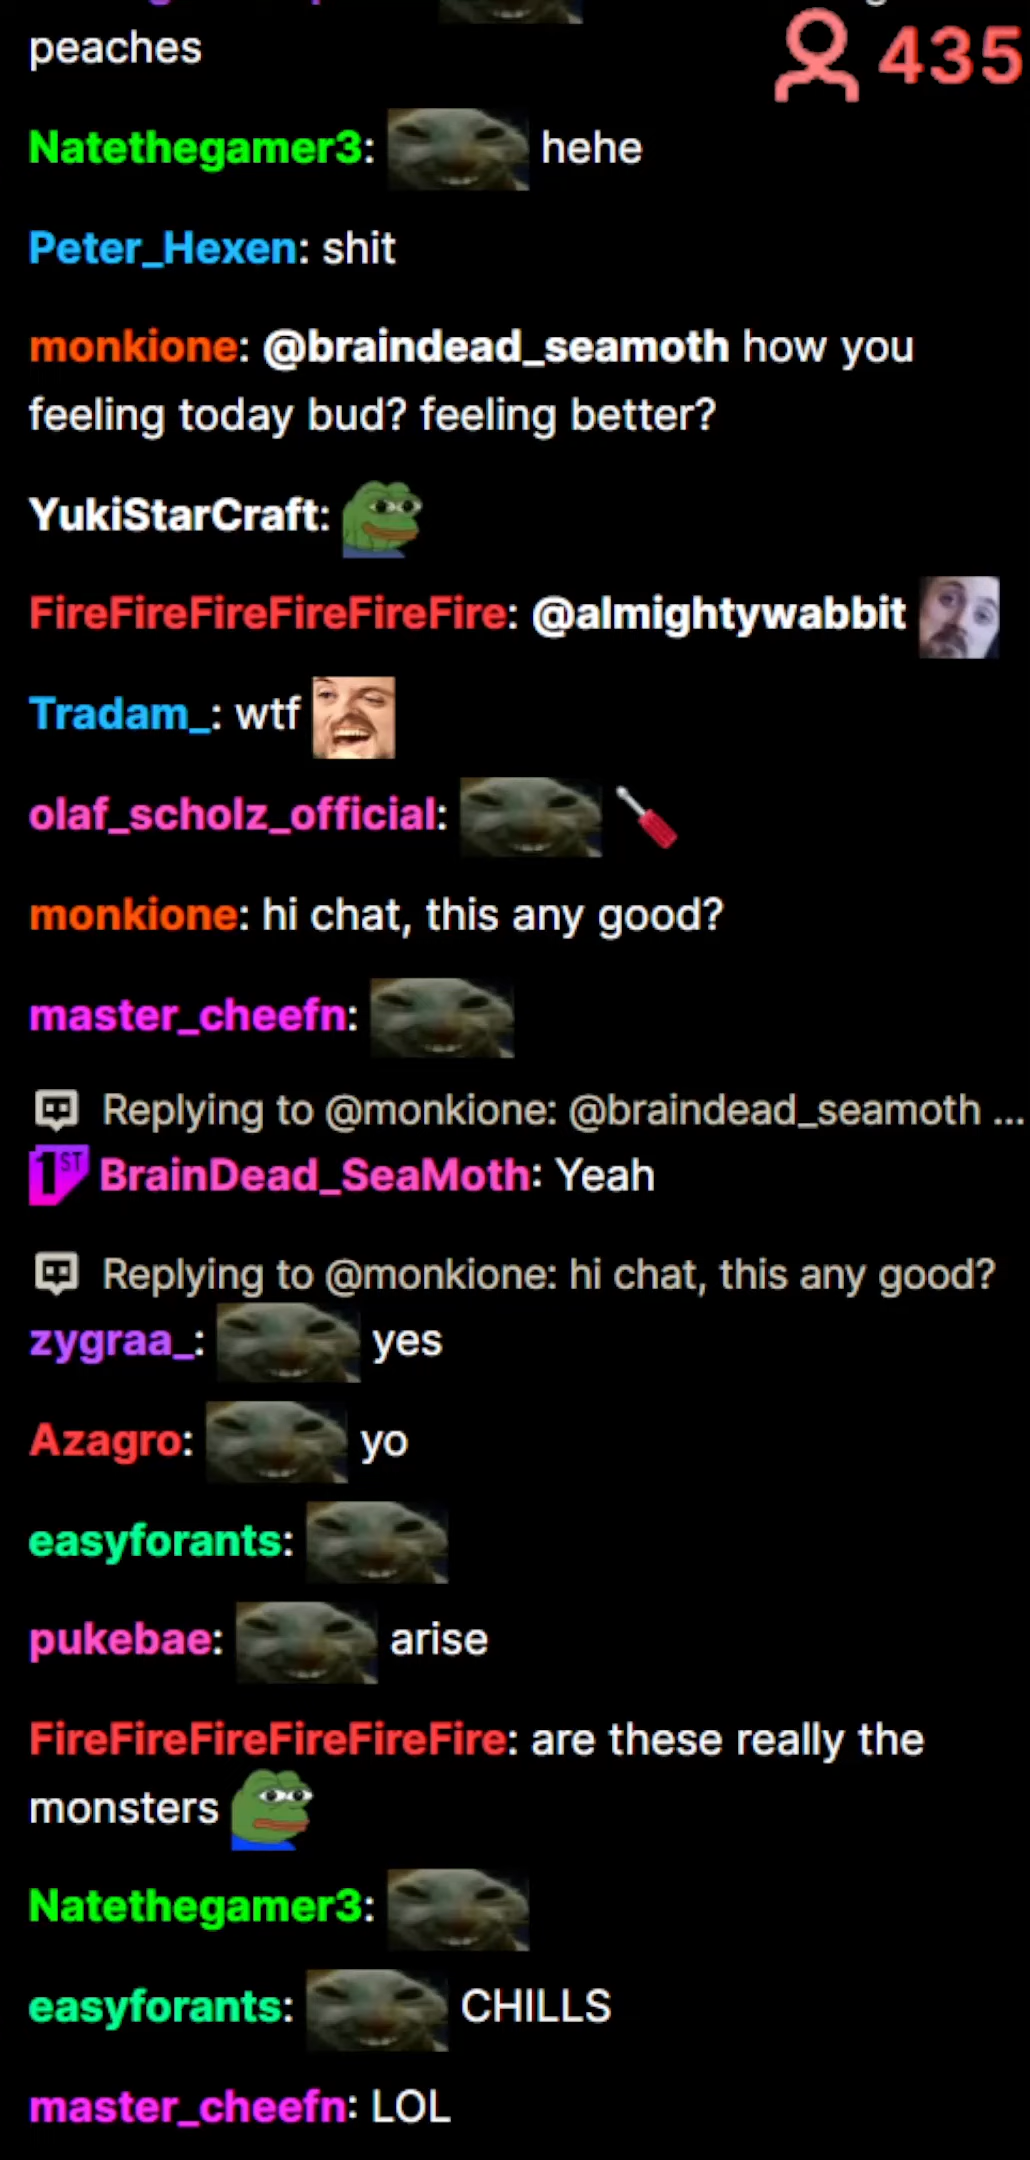 peaches
435
Natethegamer3: hehe
Peter_Hexen: shit
monkione: @braindead_seamoth how you
feeling today bud? feeling better?
YukiStarCraft:
FireFireFireFireFireFire: @almightywabbit
Tradam_: wtf
olaf_scholz_official:
monkione: hi chat, this any good?
master_cheefn:
Replying to @monkione: @braindead_seamoth ...
1ST BrainDead_SeaMoth: Yeah
Replying to @monkione: hi chat, this any good?
zygraa_: yes
Azagro: yo
easyforants:
pukebae: arise
FireFireFireFireFireFire: are these really the
monsters
Natethegamer3:
easyforants: CHILLS
master_cheefn: LOL